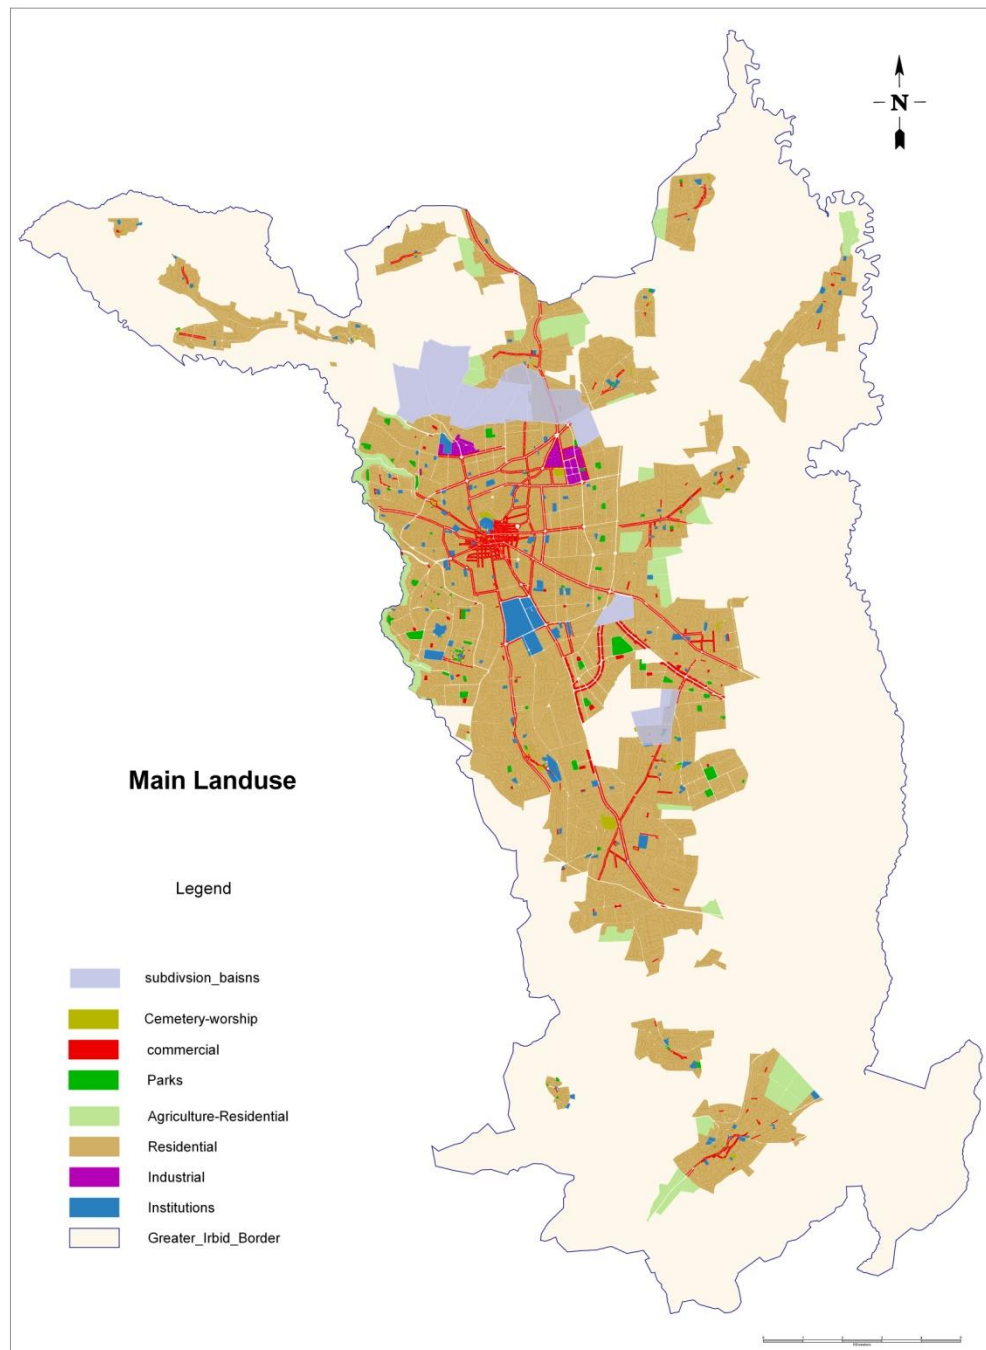 N
Main Landuse
Legend
subdivsion_baisns
Cemetery-worship
commercial
Parks
Agriculture-Residential
Residential
Industrial
Institutions
Greater_Irbid_Border